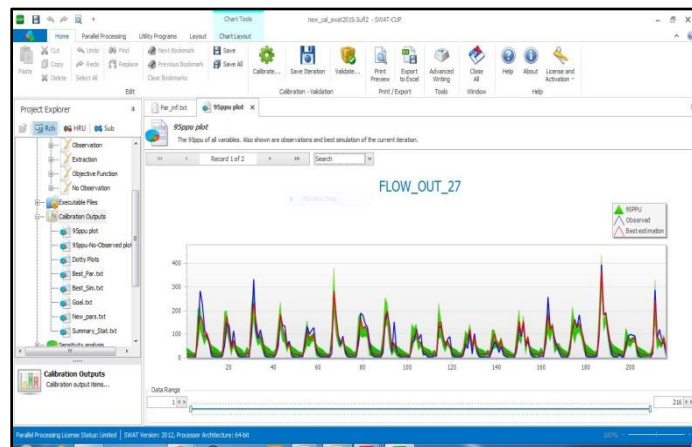 Chart Tools
new_cal_swat2019.Sufi2 - SWAT-CUP
Home Parallel Processing Utility Programs Layout Chart Layout
Paste
Cut
Copy
Delete
Undo
Redo
Select All
Find
Replace
Edit
Next Bookmark
Previous Bookmark
Clear Bookmarks
Save
Save All
Calibrate...
Save Iteration
Validate...
Calibration - Validation
Print Preview
Export to Excel
Print / Export
Advanced Writing
Tools
Close All
Window
Help
About
License and Activation
Help
Project Explorer
Rch HRU Sub
Observation
Extraction
Objective Function
No Observation
Executable Files
Calibration Outputs
95ppu plot
95ppu-No-Observed plot
Dotty Plots
Best_Par.txt
Best_Sim.txt
Goal.txt
New_pars.txt
Summary_Stat.txt
Sensitivity analysis
Calibration Outputs
Calibration output items...
Par_inf.txt 95ppu plot
95ppu plot
The 95ppu of all variables. Also shown are observations and best simulation of the current iteration.
Record 1 of 2
Search
FLOW_OUT_27
95PPU
Observed
Best estimation
400
300
200
100
0
20 40 60 80 100 120 140 160 180 200
Data Range
1
216
Parallel Processing License Status: Limited SWAT Version: 2012, Processor Architecture: 64-bit
100%